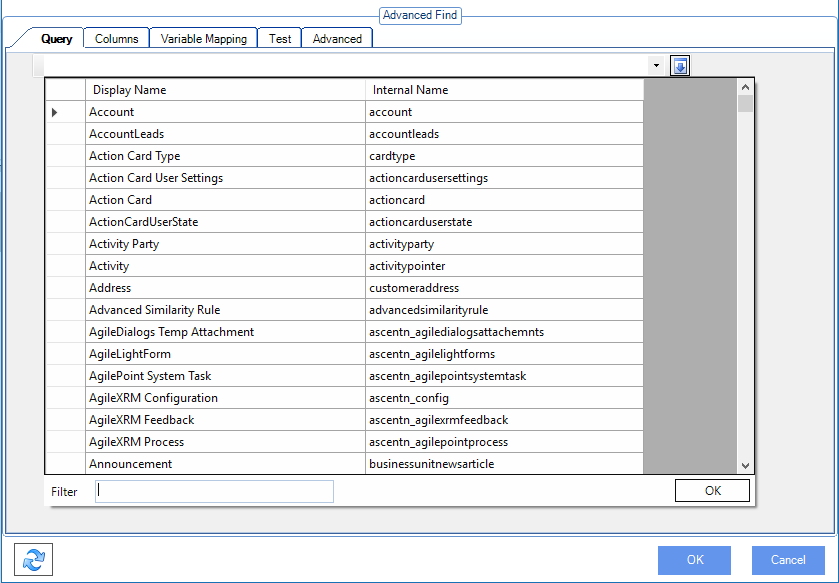 Advanced Find
Query Columns Variable Mapping Test Advanced
Display Name Internal Name
Account account
AccountLeads accountleads
Action Card Type cardtype
Action Card User Settings actioncardusersettings
Action Card actioncard
ActionCardUserState actioncarduserstate
Activity Party activityparty
Activity activitypointer
Address customeraddress
Advanced Similarity Rule advancedsimilarityrule
AgileDialogs Temp Attachment ascentn_agiledialogsattachemnts
AgileLightForm ascentn_agilelightforms
AgilePoint System Task ascentn_agilepointsystemtask
AgileXRM Configuration ascentn_config
AgileXRM Feedback ascentn_agilexrmfeedback
AgileXRM Process ascentn_agilepointprocess
Announcement businessunitnewsarticle
Filter OK
OK Cancel